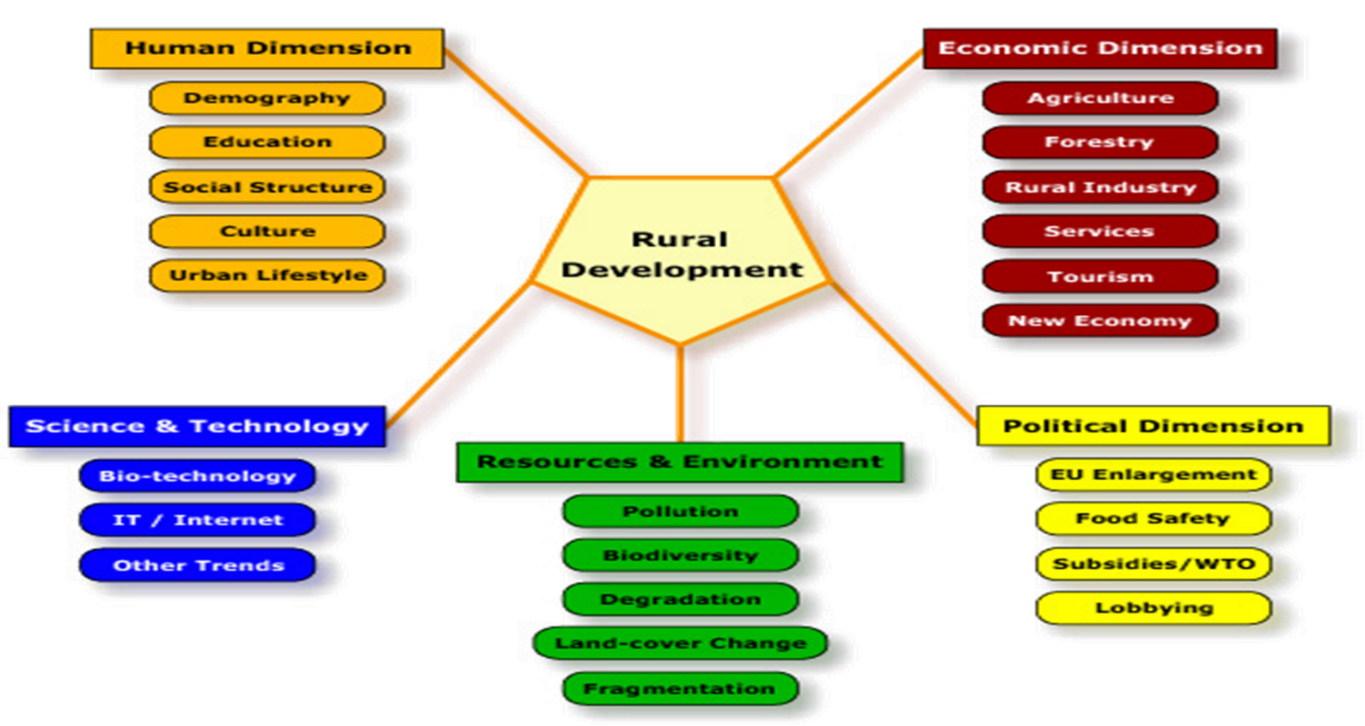 Human Dimension
Demography
Education
Social Structure
Culture
Urban Lifestyle
Economic Dimension
Agriculture
Forestry
Rural Industry
Services
Tourism
New Economy
Rural
Development
Science & Technology
Bio-technology
IT / Internet
Other Trends
Resources & Environment
Pollution
Biodiversity
Degradation
Land-cover Change
Fragmentation
Political Dimension
EU Enlargement
Food Safety
Subsidies/WTO
Lobbying